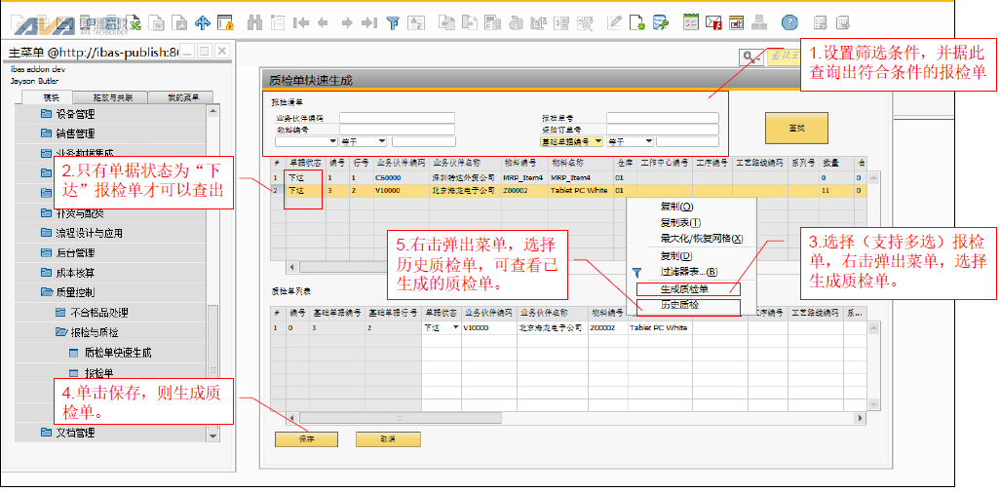 AVA
AVA TECHNOLOGY
主菜单 @http://ibas-publish:8
ibas addon dev
Jayson Butler
模块
拖放与关联
我的菜单
设备管理
销售管理
业务数据集成
2.只有单据状态为“下
达”报检单才可以查出
补货与配货
流程设计与应用
后台管理
成本核算
质量控制
不合格品处理
报检与质检
质检单快速生成
报检单
4.单击保存，则生成质
检单。
文档管理
查找主
1.设置筛选条件，并据此
查询出符合条件的报检单
质检单快速生成
报检清单
业务伙伴编码
报检单号
物料编号
采购订单号
等于
基础单据编号
等于
查找
# 单据状态 编号 行号 业务伙伴编码 业务伙伴名称 物料编号 物料名称 仓库 工作中心编号 工序编号 工艺路线编码 系列号 数量 合
1 下达 1 1 C60000 深圳特达外贸公司 MRP_Item4 MRP_Item4 01 0 0
2 下达 3 2 V10000 北京海龙电子公司 Z00002 Tablet PC White 01 11 0
复制(O)
复制表(T)
最大化/恢复网格(X)
复制(D)
过滤器表...(B)
生成质检单
历史质检
5.右击弹出菜单，选择
历史质检单，可查看已
生成的质检单。
3.选择（支持多选）报检
单，右击弹出菜单，选择
生成质检单。
质检单列表
# 编号 基础单据编号 基础单据行号 单据状态 业务伙伴编码 业务伙伴名称 物料编号 工序编号 工艺路线编码 系...
1 0 3 2 下达 V10000 北京海龙电子公司 Z00002 Tablet PC White
保存
取消